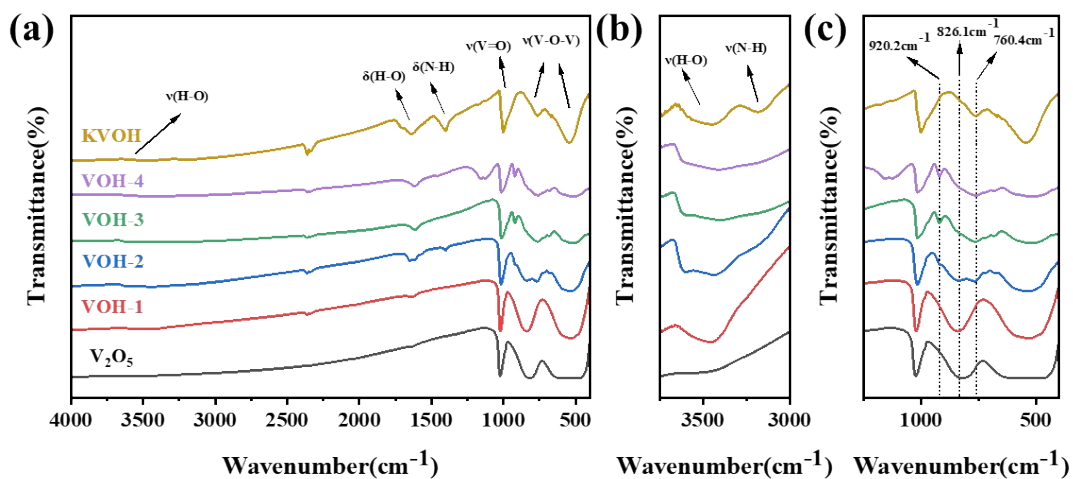 (a)
(b)
(c)
ν(V-O-V)
ν(V=O)
δ(N-H)
δ(H-O)
ν(H-O)
KVOH
VOH-4
VOH-3
VOH-2
VOH-1
V₂O₅
Transmittance(%)
4000 3500 3000 2500 2000 1500 1000 500
Wavenumber(cm⁻¹)
ν(H-O)
ν(N-H)
Transmittance(%)
3500 3000
Wavenumber(cm⁻¹)
920.2cm⁻¹
826.1cm⁻¹
760.4cm⁻¹
Transmittance(%)
1000 500
Wavenumber(cm⁻¹)